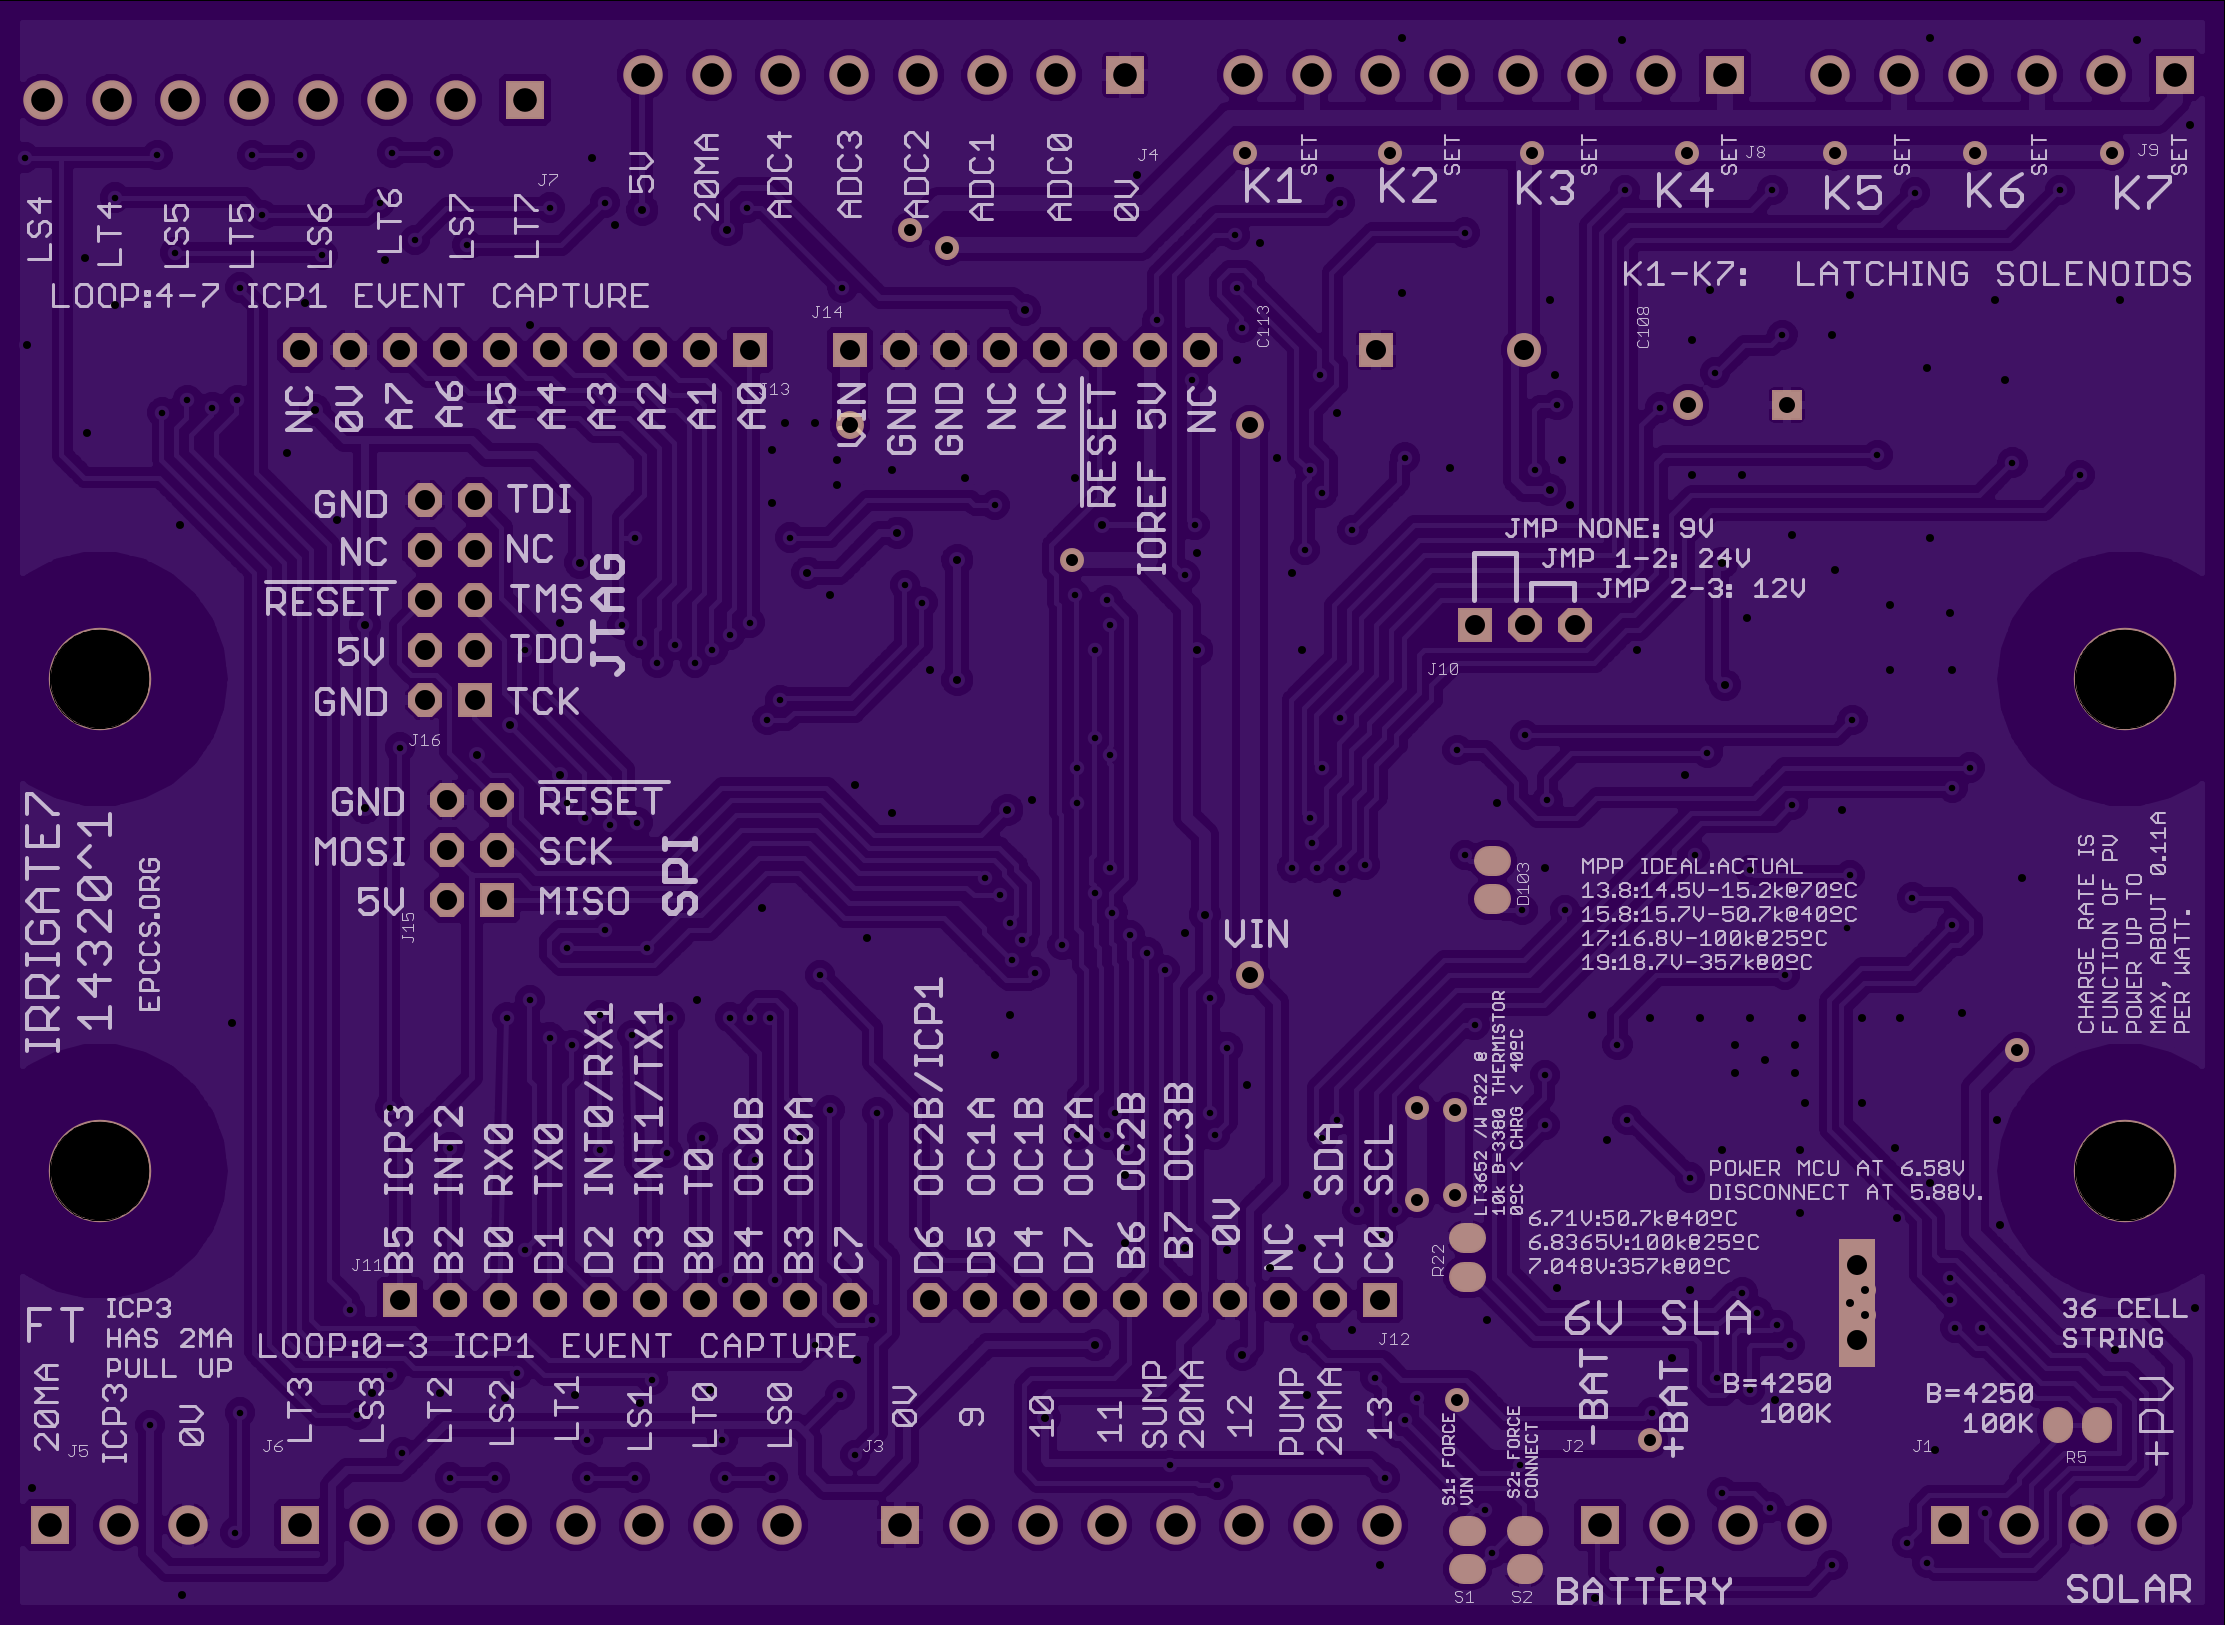 5V
20MA
ADC4
ADC3
ADC2
ADC1
ADC0
0V
J4
K1
SET
K2
SET
K3
SET
K4
SET
J8
K5
K6
K7
SET
J9
LS4
LT4
LS5
LT5
LS6
LT6
LS7
LT7
J7
LOOP:4-7 ICP1 EVENT CAPTURE
K1-K7: LATCHING SOLENOIDS
J14
C113
C108
NC
0V
A7
A6
A5
A4
A3
A2
A1
A0
J13
VIN
GND
GND
NC
NC
RESET
IOREF 5V
NC
GND
TDI
NC
NC
RESET
TMS
5V
TDO
GND
TCK
JTAG
J16
JMP NONE: 9V
JMP 1-2: 24V
JMP 2-3: 12V
J10
GND
RESET
MOSI
SCK
5V
MISO
SPI
J15
IRRIGATE7
14320^1
EPCCS.ORG
D103
MPP IDEAL:ACTUAL
13.8:14.5V-15.2k@70ºC
15.8:15.7V-50.7k@40ºC
17:16.8V-100k@25ºC
19:18.7V-357k@0ºC
CHARGE RATE IS
FUNCTION OF PV
POWER UP TO
MAX, ABOUT 0.11A
PER WATT.
VIN
LT3652 /W R22 @
10k B=3380 THERMISTOR
0ºC < CHRG < 40ºC
POWER MCU AT 6.58V
DISCONNECT AT 5.88V.
6.71V:50.7k@40ºC
6.8365V:100k@25ºC
7.048V:357k@0ºC
R22
B5 ICP3
B2 INT2
D0 RX0
D1 TX0
D2 INT0/RX1
D3 INT1/TX1
B0 T0
B4 OC0B
B3 OC0A
C7
J11
D6 OC2B/ICP1
D5 OC1A
D4 OC1B
D7 OC2A
B6 OC2B
B7 OC3B
0V
NC
C1 SDA
C0 SCL
J12
FT
ICP3
HAS 2MA
PULL UP
LOOP:0-3 ICP1 EVENT CAPTURE
6V SLA
36 CELL
STRING
20MA
J5
ICP3
0V
J6
LT3
LS3
LT2
LS2
LT1
LS1
LT0
LS0
J3
0V
9
10
11
SUMP
20MA
12
PUMP
20MA
13
S1: FORCE
VIN
S2: FORCE
CONNECT
J2
-BAT
+BAT
B=4250
100K
J1
B=4250
100K
R5
+PV
S1
S2
BATTERY
SOLAR